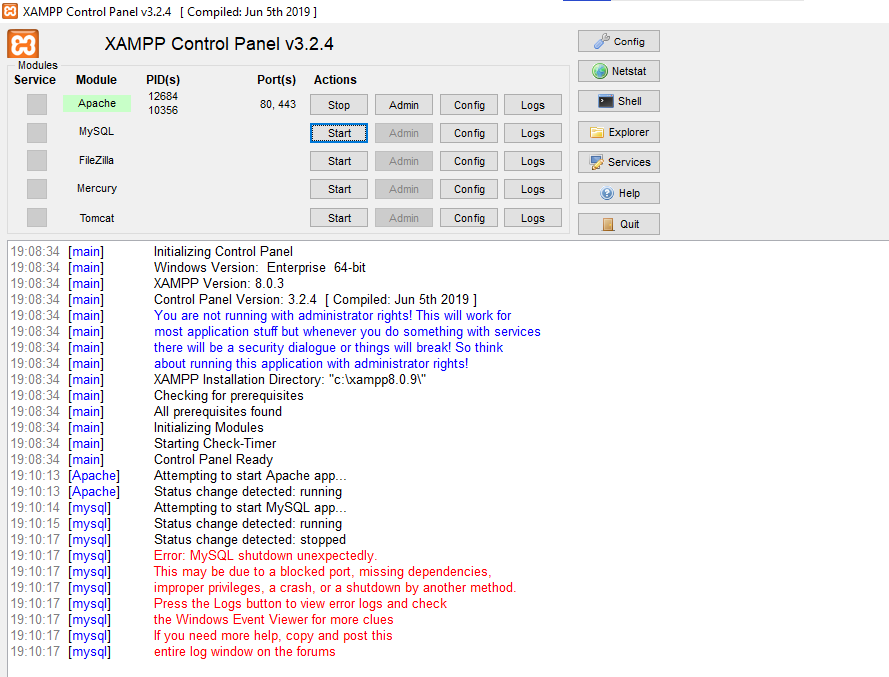 XAMPP Control Panel v3.2.4 [ Compiled: Jun 5th 2019 ]
XAMPP Control Panel v3.2.4
Config
Modules
Service Module PID(s) Port(s) Actions
Netstat
Apache 12684 10356 80, 443 Stop Admin Config Logs
Shell
MySQL Start Admin Config Logs
Explorer
FileZilla Start Admin Config Logs
Services
Mercury Start Admin Config Logs
Help
Tomcat Start Admin Config Logs
Quit
19:08:34 [main] Initializing Control Panel
19:08:34 [main] Windows Version: Enterprise 64-bit
19:08:34 [main] XAMPP Version: 8.0.3
19:08:34 [main] Control Panel Version: 3.2.4 [ Compiled: Jun 5th 2019 ]
19:08:34 [main] You are not running with administrator rights! This will work for
19:08:34 [main] most application stuff but whenever you do something with services
19:08:34 [main] there will be a security dialogue or things will break! So think
19:08:34 [main] about running this application with administrator rights!
19:08:34 [main] XAMPP Installation Directory: "c:\xampp8.0.9\"
19:08:34 [main] Checking for prerequisites
19:08:34 [main] All prerequisites found
19:08:34 [main] Initializing Modules
19:08:34 [main] Starting Check-Timer
19:08:34 [main] Control Panel Ready
19:10:13 [Apache] Attempting to start Apache app...
19:10:13 [Apache] Status change detected: running
19:10:14 [mysql] Attempting to start MySQL app...
19:10:15 [mysql] Status change detected: running
19:10:17 [mysql] Status change detected: stopped
19:10:17 [mysql] Error: MySQL shutdown unexpectedly.
19:10:17 [mysql] This may be due to a blocked port, missing dependencies,
19:10:17 [mysql] improper privileges, a crash, or a shutdown by another method.
19:10:17 [mysql] Press the Logs button to view error logs and check
19:10:17 [mysql] the Windows Event Viewer for more clues
19:10:17 [mysql] If you need more help, copy and post this
19:10:17 [mysql] entire log window on the forums